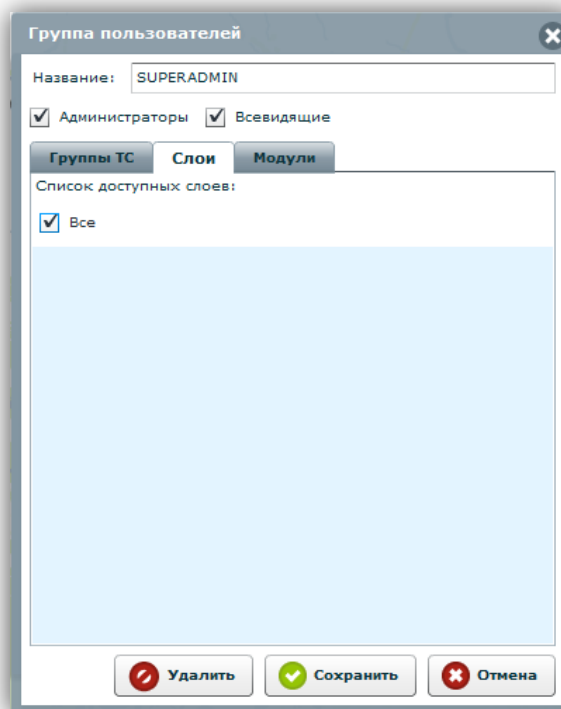 Группа пользователей
Название: SUPERADMIN
Администраторы Всевидящие
Группы ТС Слои Модули
Список доступных слоев:
Все
Удалить Сохранить Отмена